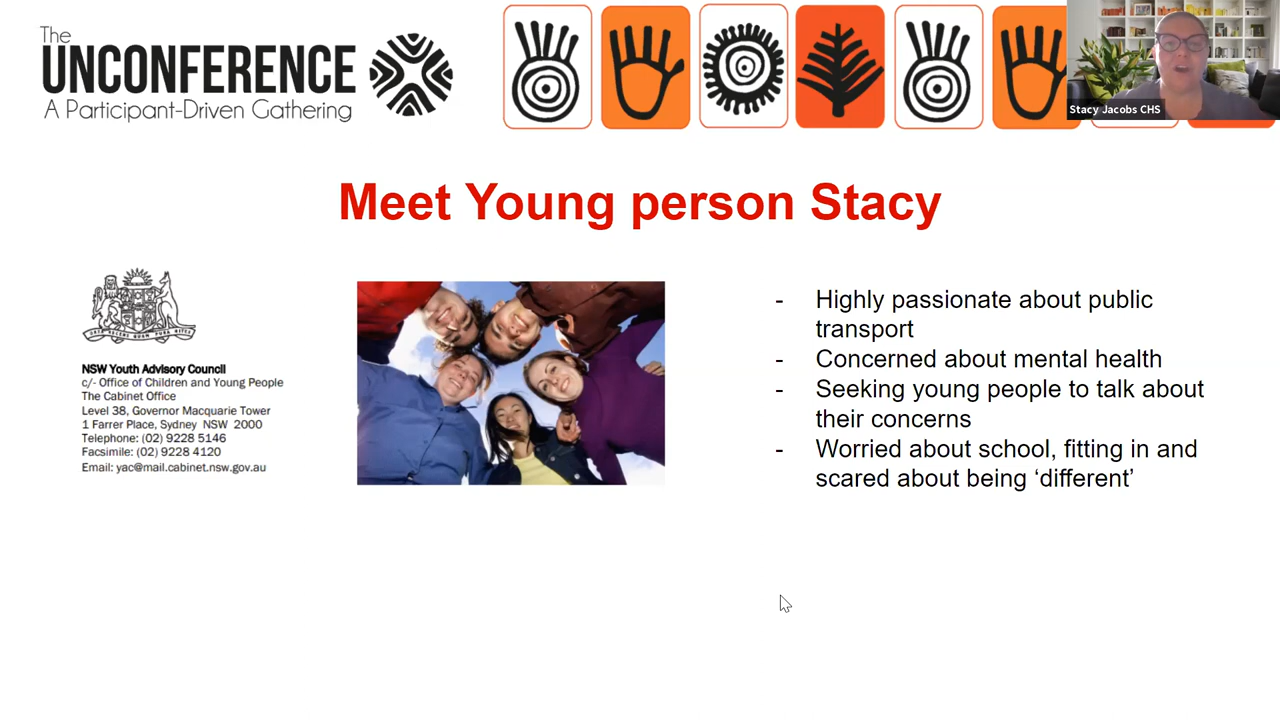 The
UNCONFERENCE
A Participant-Driven Gathering
Stacy Jacobs CHS
Meet Young person Stacy
NSW Youth Advisory Council
c/- Office of Children and Young People
The Cabinet Office
Level 38, Governor Macquarie Tower
1 Farrer Place, Sydney NSW 2000
Telephone: (02) 9228 5146
Facsimile: (02) 9228 4120
Email: yac@mail.cabinet.nsw.gov.au
- Highly passionate about public
transport
- Concerned about mental health
- Seeking young people to talk about
their concerns
- Worried about school, fitting in and
scared about being ‘different’